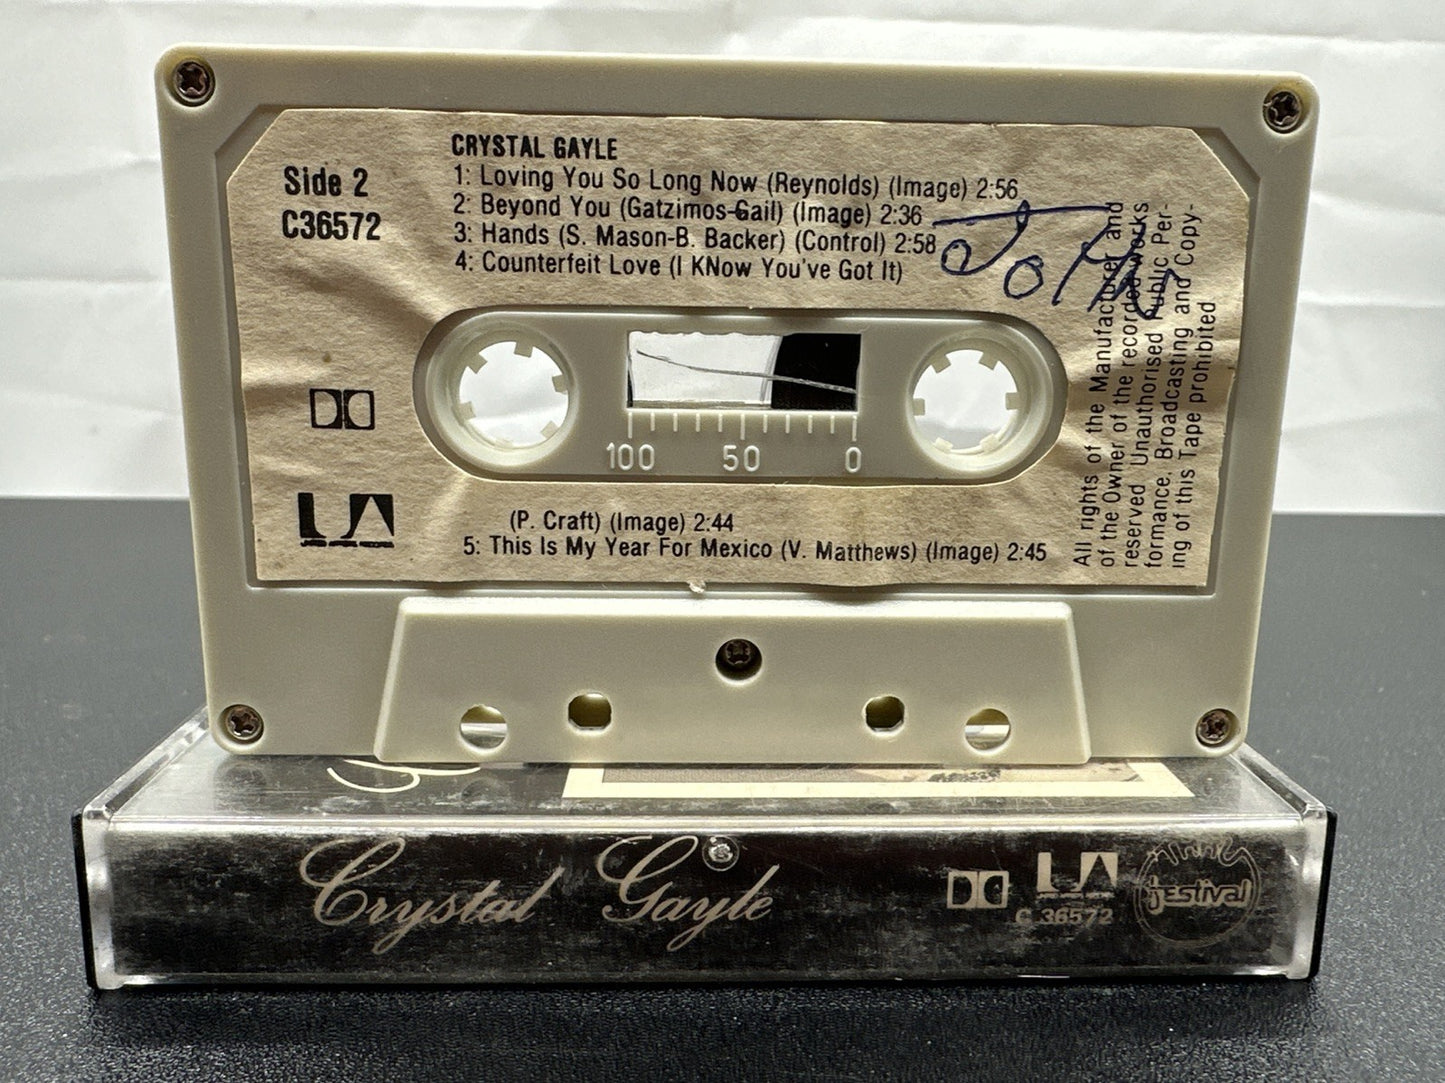 CRYSTAL GAYLE
Side 2
C36572
1: Loving You So Long Now (Reynolds) (Image) 2:56
2: Beyond You (Gatzimos-Gail) (Image) 2:36
3: Hands (S. Mason-B. Backer) (Control) 2:58
4: Counterfeit Love (I KNow You've Got It)
John
100 50 0
(P. Craft) (Image) 2:44
5: This Is My Year For Mexico (V. Matthews) (Image) 2:45
UA
All rights of the Manufacturer and
of the Owner of the recorded works
reserved Unauthorised Public Per-
formance, Broadcasting and Copy-
ing of this Tape prohibited
Crystal Gayle
UA
C 36572
festival